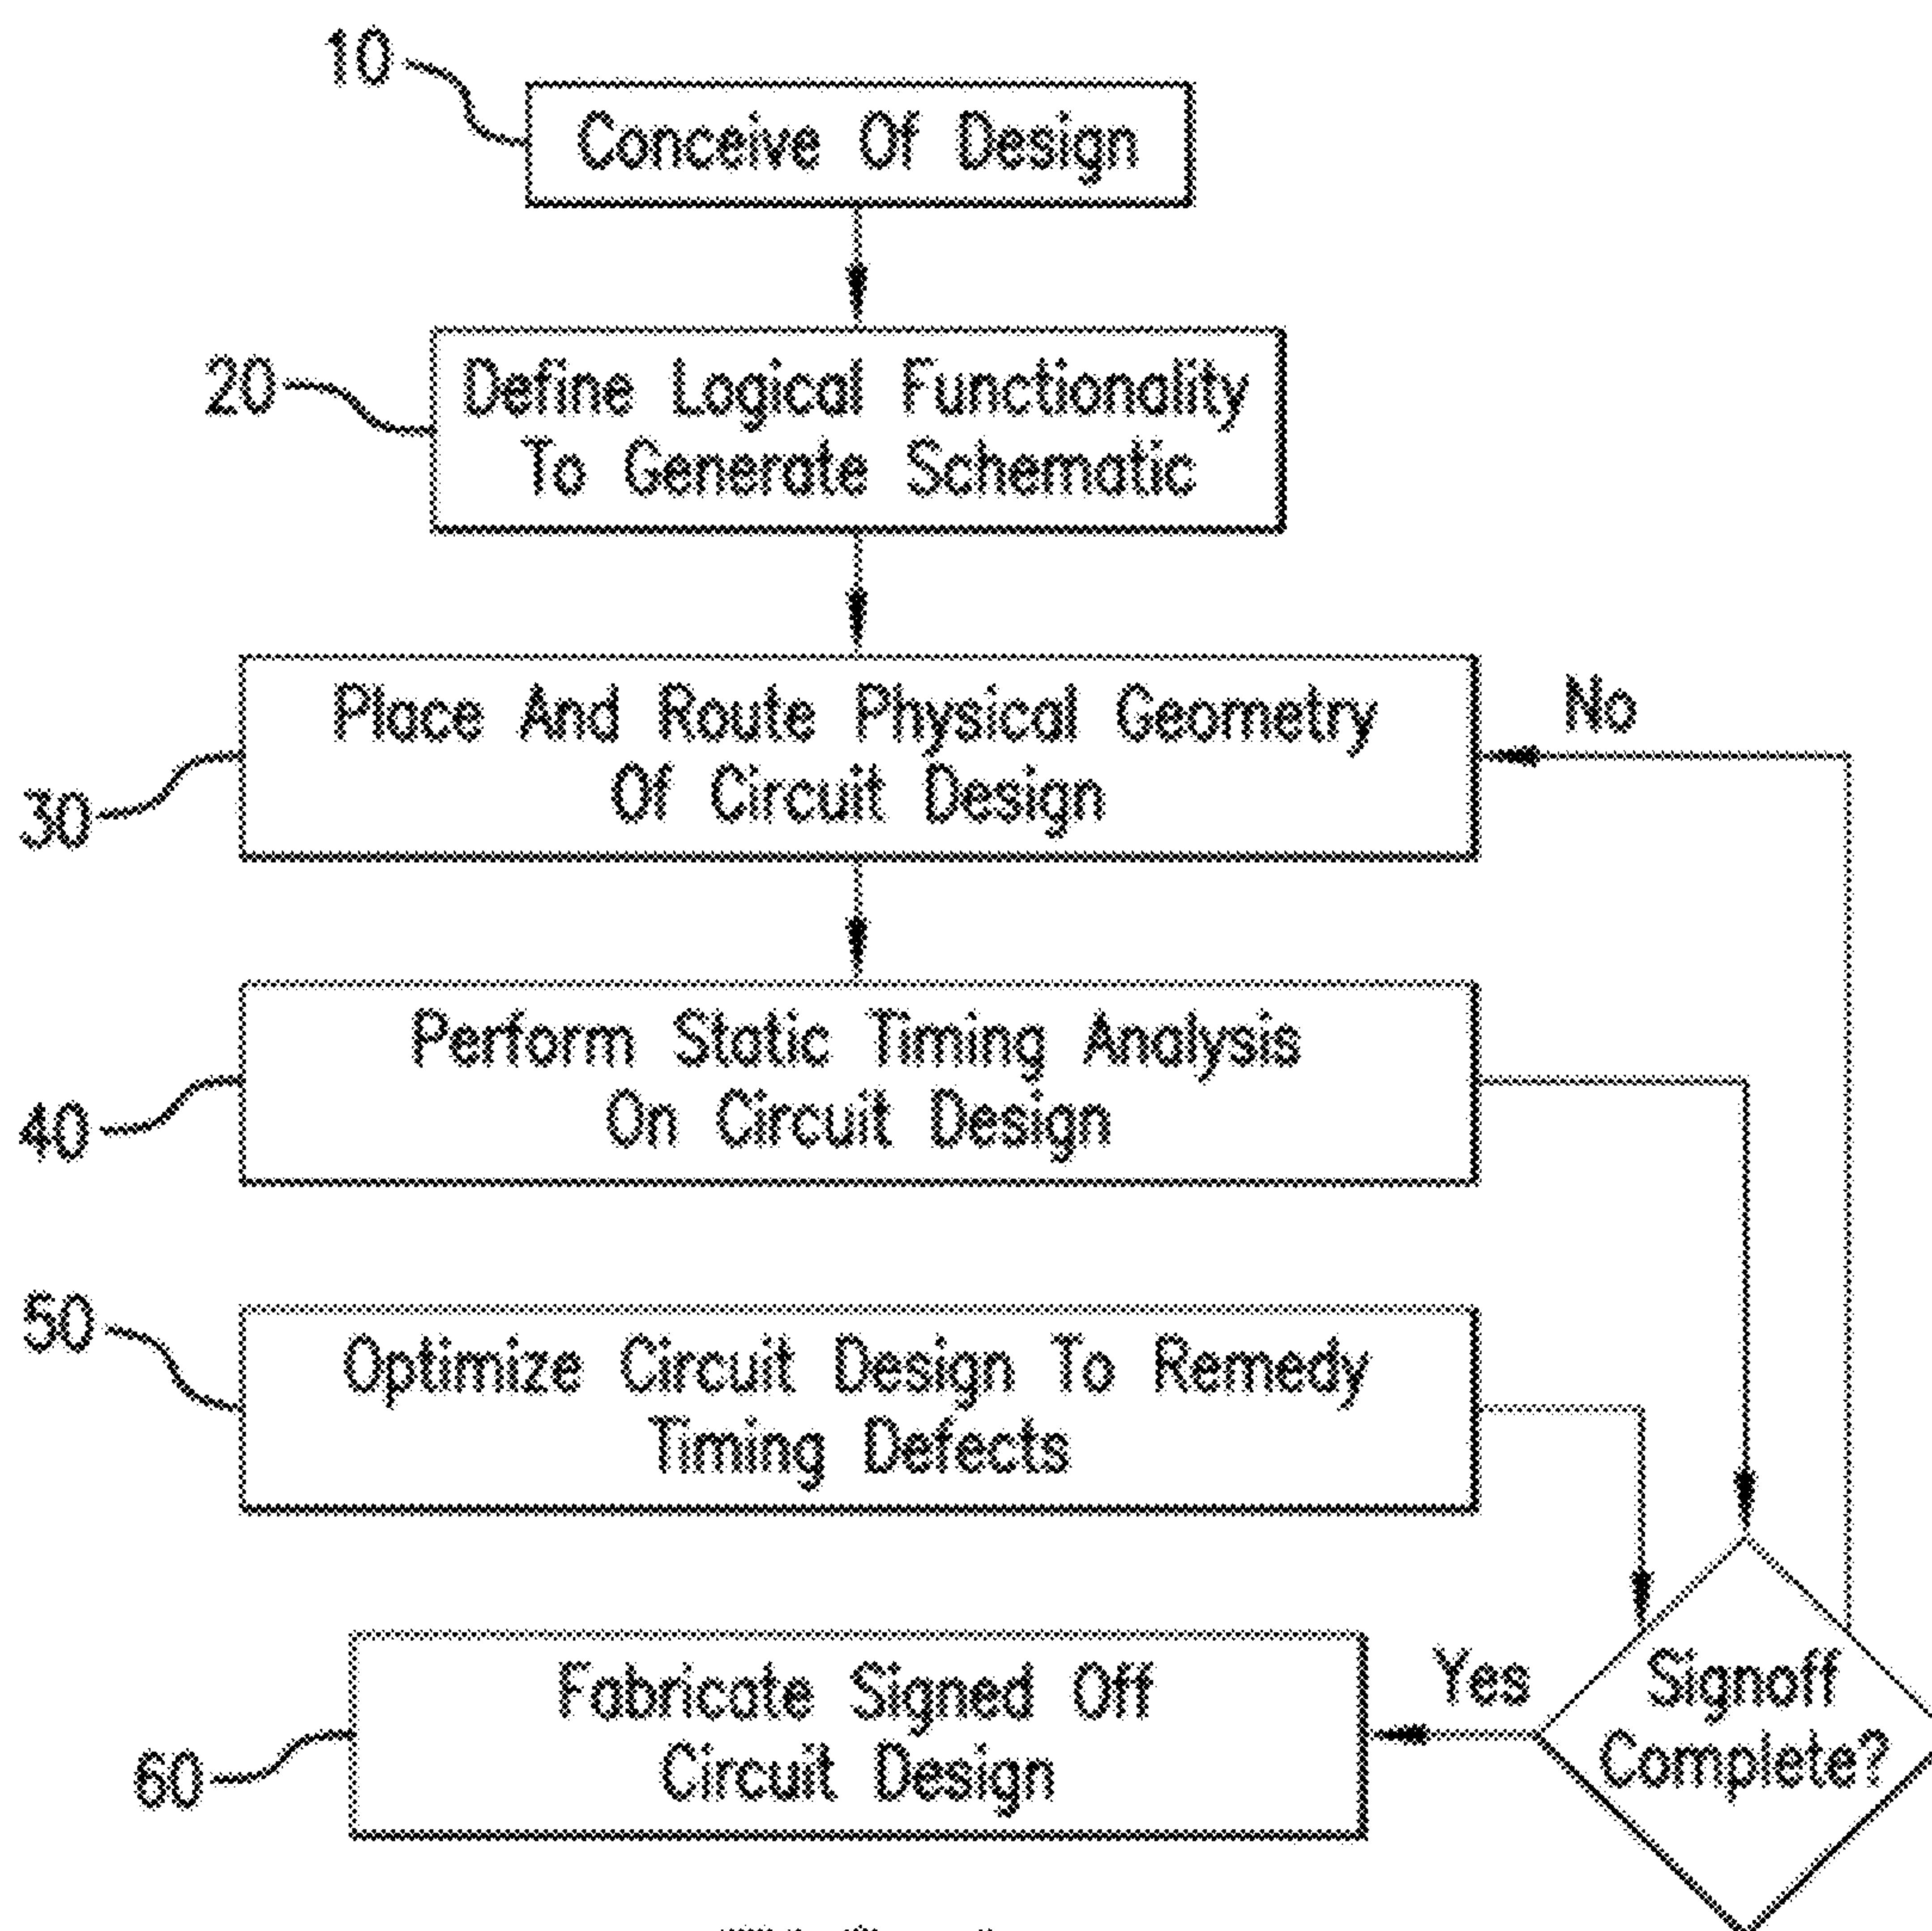 10
Conceive Of Design
20
Define Logical Functionality
To Generate Schematic
30
Place And Route Physical Geometry
Of Circuit Design
No
40
Perform Static Timing Analysis
On Circuit Design
50
Optimize Circuit Design To Remedy
Timing Defects
60
Fabricate Signed Off
Circuit Design
Yes
Signoff
Complete?